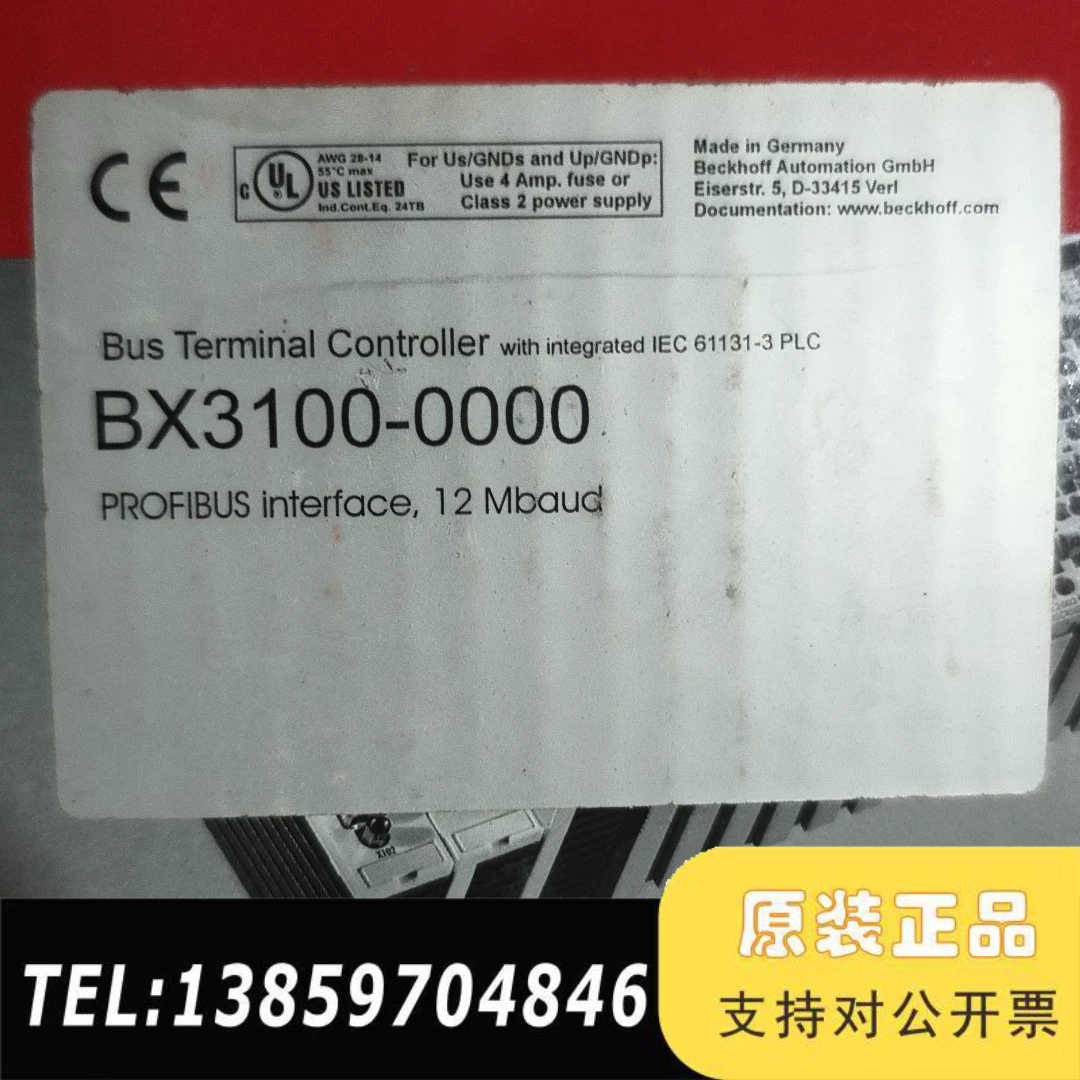 CE
C UL US LISTED
AWG 28-14
55°C max
Ind.Cont.Eq. 24TB
For Us/GNDs and Up/GNDp:
Use 4 Amp. fuse or
Class 2 power supply
Made in Germany
Beckhoff Automation GmbH
Eiserstr. 5, D-33415 Verl
Documentation: www.beckhoff.com
Bus Terminal Controller with integrated IEC 61131-3 PLC
BX3100-0000
PROFIBUS interface, 12 Mbaud
X107
TEL:13859704846
原装正品
支持对公开票